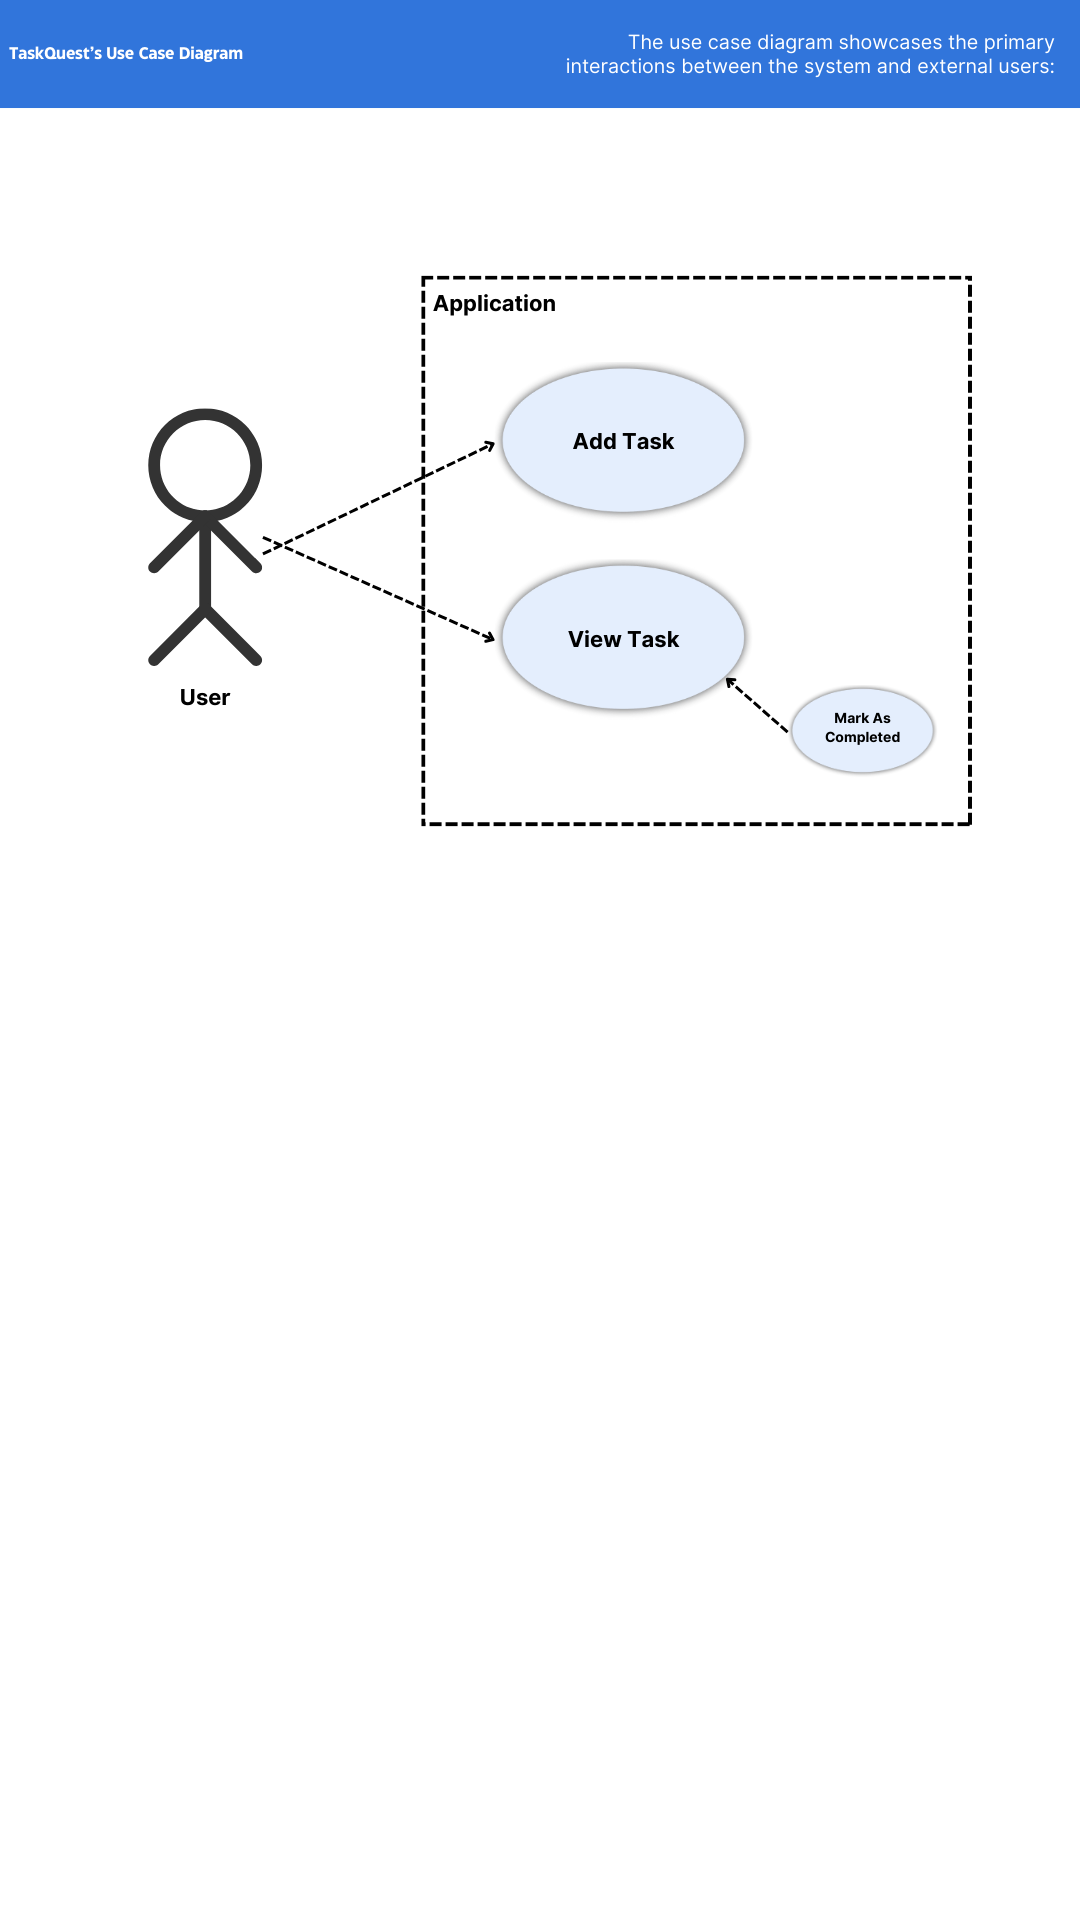 TaskQuest’s Use Case Diagram
The use case diagram showcases the primary
interactions between the system and external users:
Application
Add Task
View Task
User
Mark As
Completed